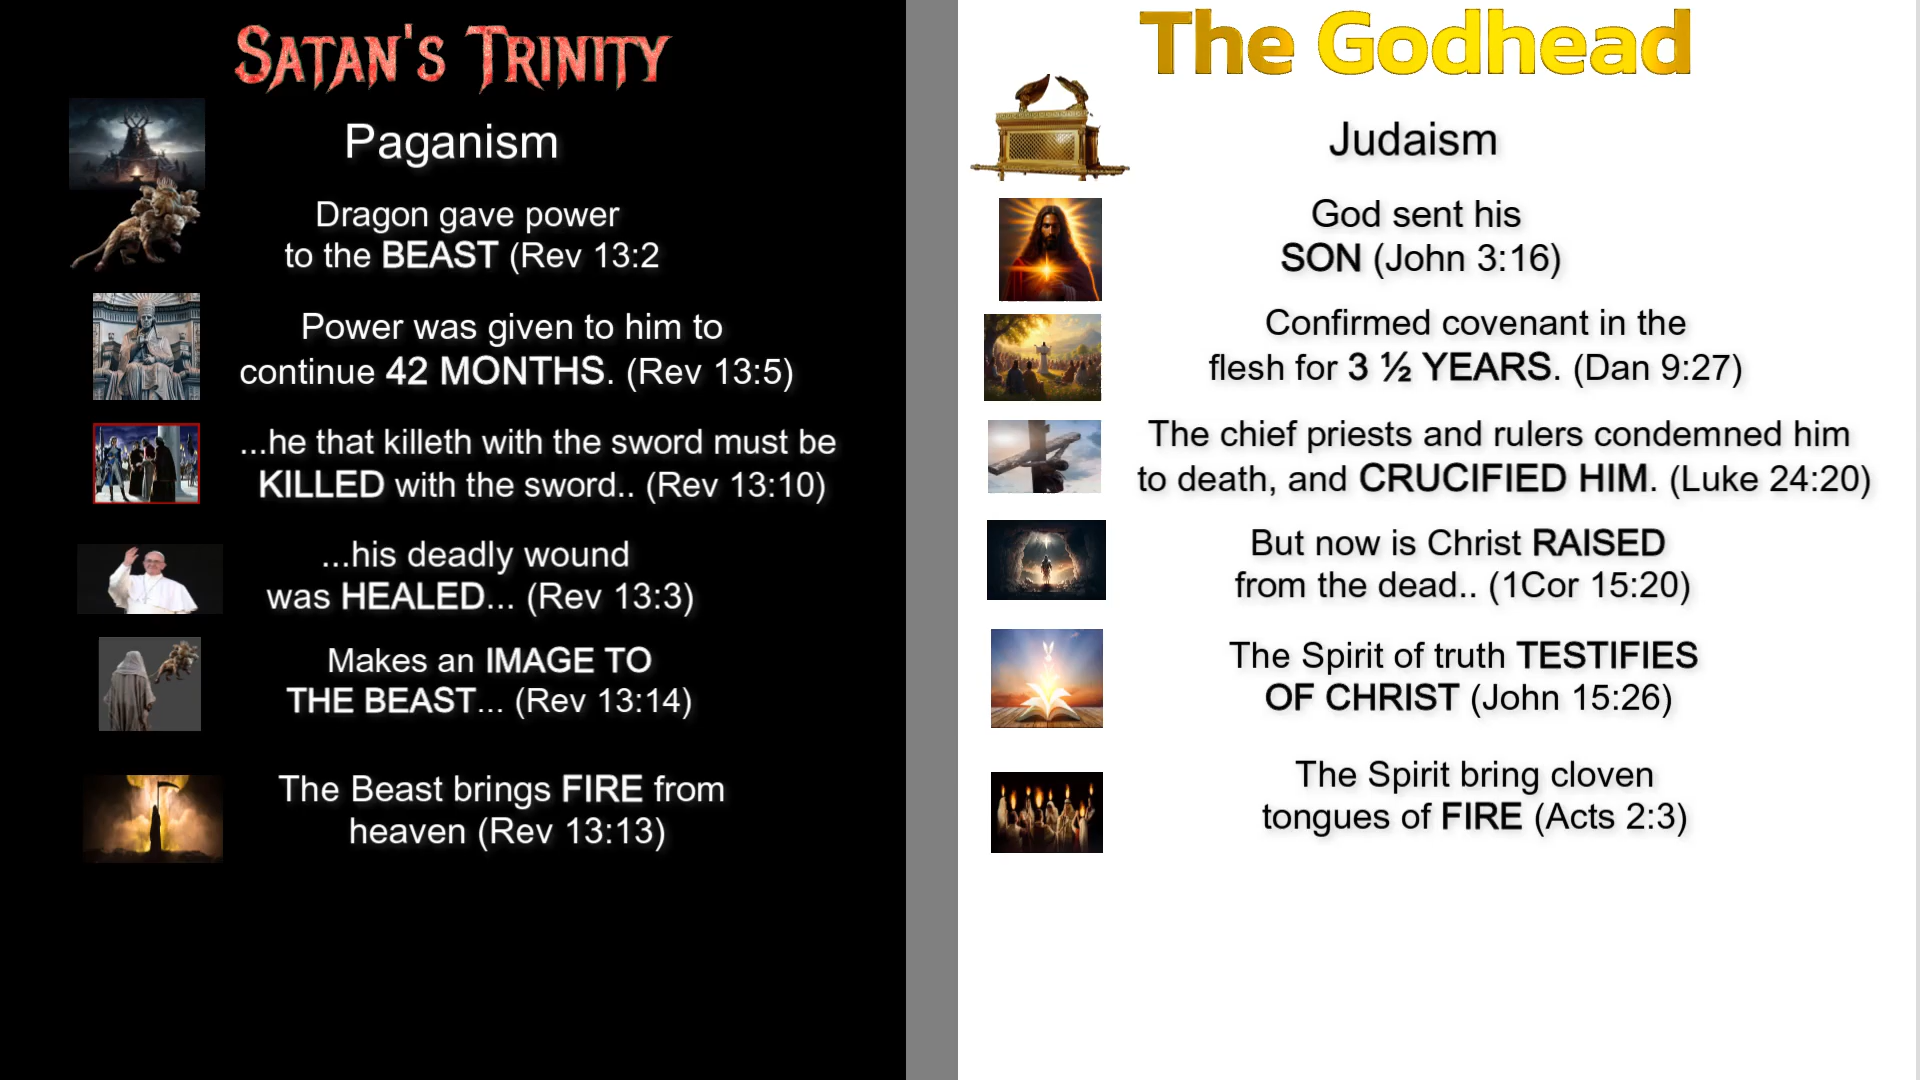 Satan's Trinity
Paganism
Dragon gave power
to the BEAST (Rev 13:2
Power was given to him to
continue 42 MONTHS. (Rev 13:5)
...he that killeth with the sword must be
KILLED with the sword.. (Rev 13:10)
...his deadly wound
was HEALED... (Rev 13:3)
Makes an IMAGE TO
THE BEAST... (Rev 13:14)
The Beast brings FIRE from
heaven (Rev 13:13)
The Godhead
Judaism
God sent his
SON (John 3:16)
Confirmed covenant in the
flesh for 3 ½ YEARS. (Dan 9:27)
The chief priests and rulers condemned him
to death, and CRUCIFIED HIM. (Luke 24:20)
But now is Christ RAISED
from the dead.. (1Cor 15:20)
The Spirit of truth TESTIFIES
OF CHRIST (John 15:26)
The Spirit bring cloven
tongues of FIRE (Acts 2:3)